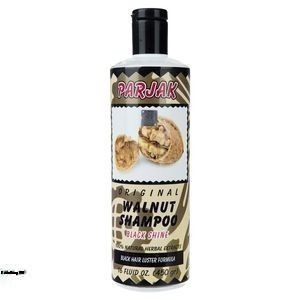 PARJAK
ORIGINAL
WALNUT
SHAMPOO
BLACK SHINE
100% NATURAL HERBAL EXTRACTS
BLACK HAIR LUSTER FORMULA
16 FLUID OZ. (450 gr)